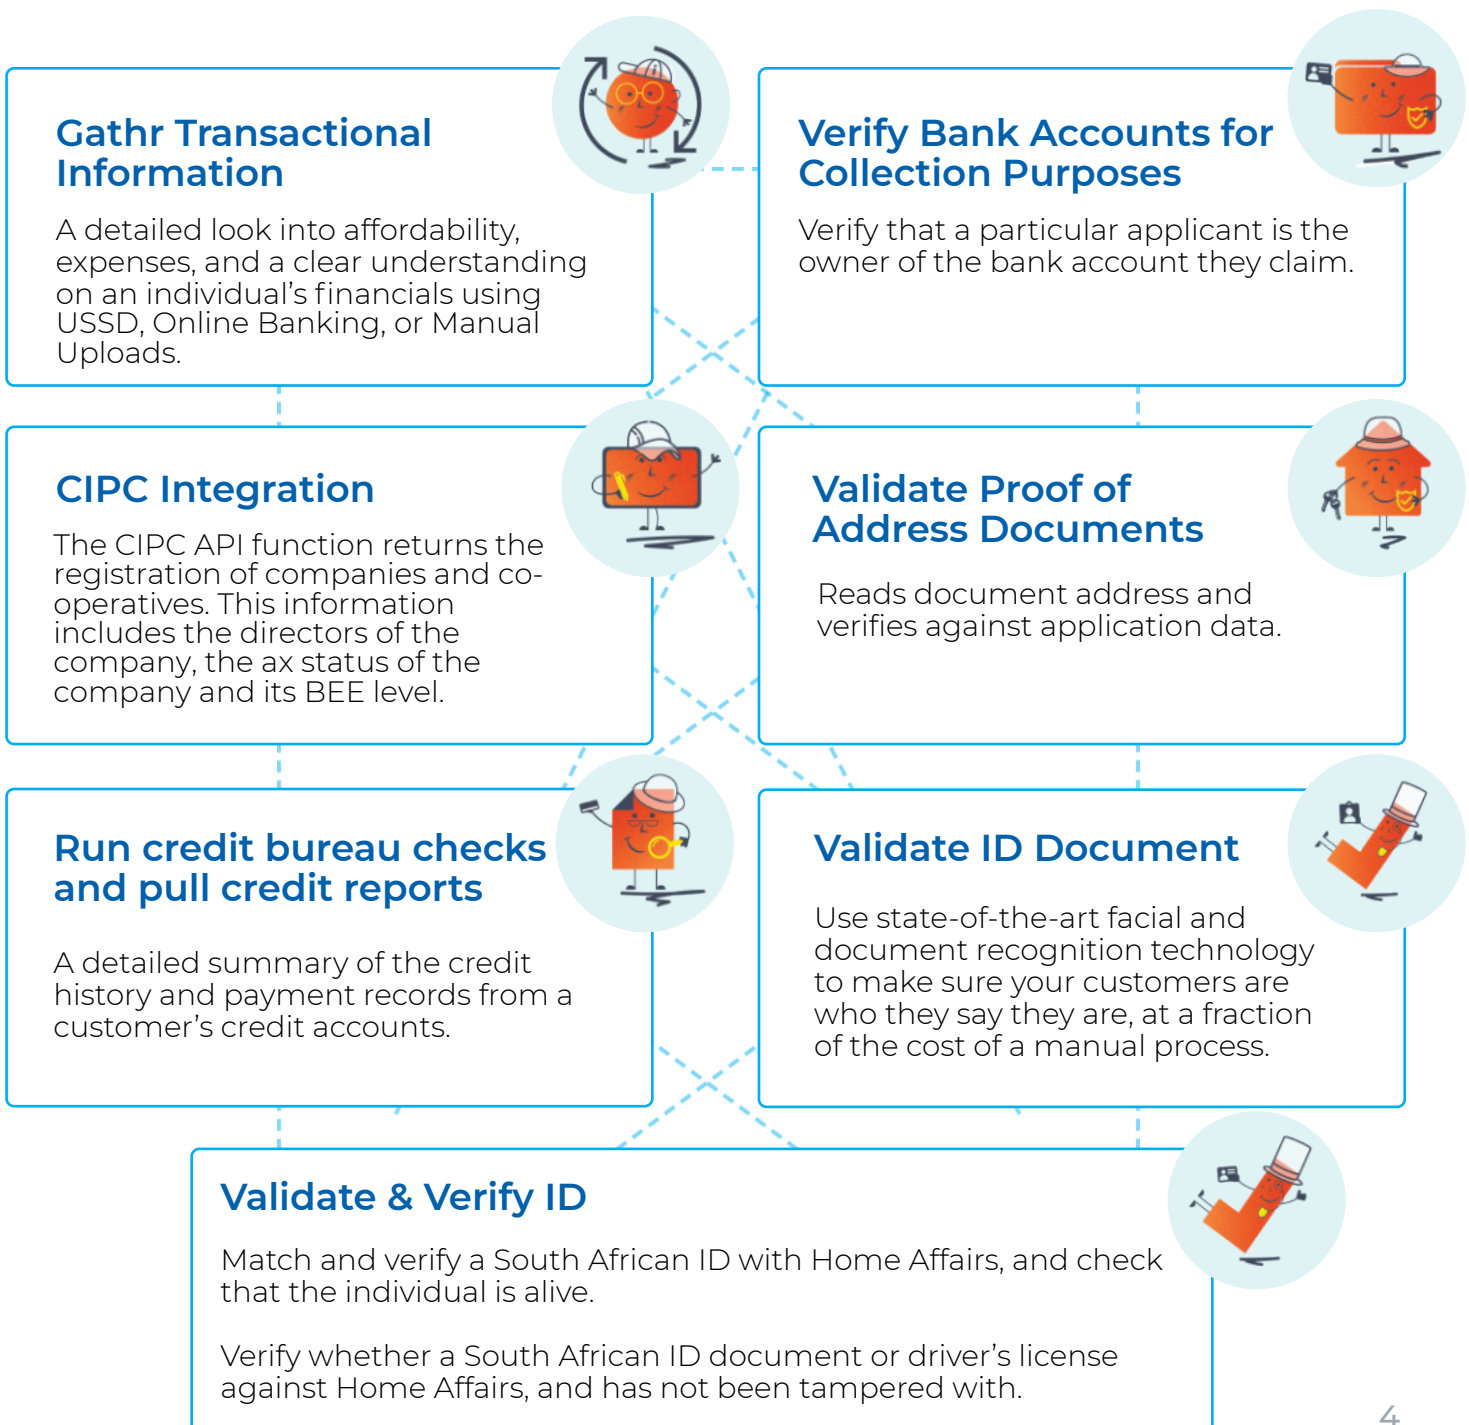 Gathr Transactional
Information
A detailed look into affordability,
expenses, and a clear understanding
on an individual's financials using
USSD, Online Banking, or Manual
Uploads.
Verify Bank Accounts for
Collection Purposes
Verify that a particular applicant is the
owner of the bank account they claim.
CIPC Integration
The CIPC API function returns the
registration of companies and co-
operatives. This information
includes the directors of the
company, the ax status of the
company and its BEE level.
Validate Proof of
Address Documents
Reads document address and
verifies against application data.
Run credit bureau checks
and pull credit reports
A detailed summary of the credit
history and payment records from a
customer's credit accounts.
Validate ID Document
Use state-of-the-art facial and
document recognition technology
to make sure your customers are
who they say they are, at a fraction
of the cost of a manual process.
Validate & Verify ID
Match and verify a South African ID with Home Affairs, and check
that the individual is alive.
Verify whether a South African ID document or driver's license
against Home Affairs, and has not been tampered with.
4